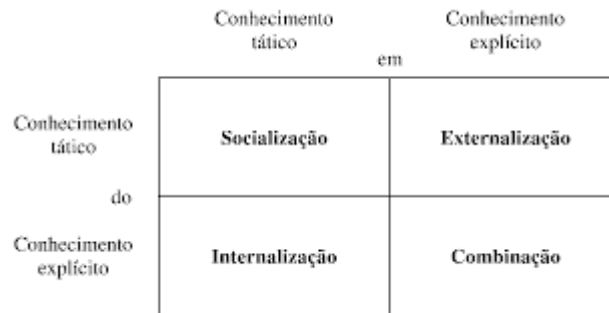 Conhecimento
tático
Conhecimento
explícito
em
Conhecimento
tático
Socialização
Externalização
do
Conhecimento
explícito
Internalização
Combinação